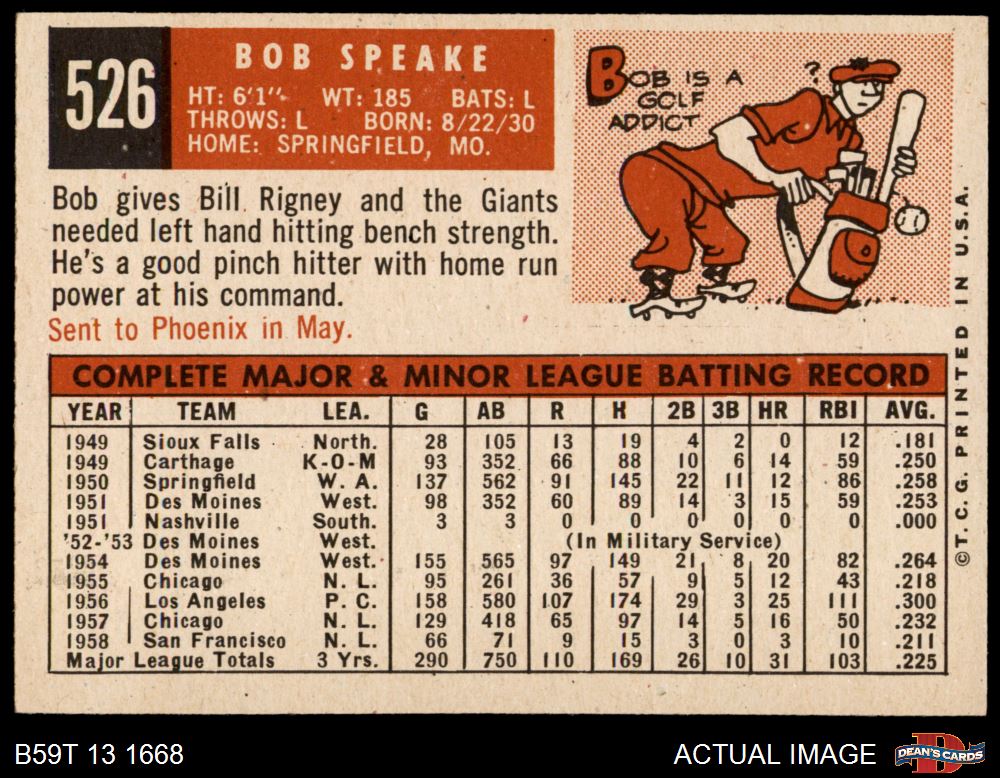 526
BOB SPEAKE
HT: 6'1" WT: 185 BATS: L
THROWS: L BORN: 8/22/30
HOME: SPRINGFIELD, MO.
BOB IS A
GOLF
ADDICT
?
Bob gives Bill Rigney and the Giants
needed left hand hitting bench strength.
He's a good pinch hitter with home run
power at his command.
Sent to Phoenix in May.
COMPLETE MAJOR & MINOR LEAGUE BATTING RECORD
YEAR TEAM LEA. G AB R H 2B 3B HR RBI AVG.
1949 Sioux Falls North. 28 105 13 19 4 2 0 12 .181
1949 Carthage K-O-M 93 352 66 88 10 6 14 59 .250
1950 Springfield W. A. 137 562 91 145 22 11 12 86 .258
1951 Des Moines West. 98 352 60 89 14 3 15 59 .253
1951 Nashville South. 3 3 0 0 0 0 0 0 .000
'52-'53 Des Moines West. (In Military Service)
1954 Des Moines West. 155 565 97 149 21 8 20 82 .264
1955 Chicago N. L. 95 261 36 57 9 5 12 43 .218
1956 Los Angeles P. C. 158 580 107 174 29 3 25 111 .300
1957 Chicago N. L. 129 418 65 97 14 5 16 50 .232
1958 San Francisco N. L. 66 71 9 15 3 0 3 10 .211
Major League Totals 3 Yrs. 290 750 110 169 26 10 31 103 .225
©T.C.G. PRINTED IN U.S.A.
B59T 13 1668
ACTUAL IMAGE
DEAN'S CARDS